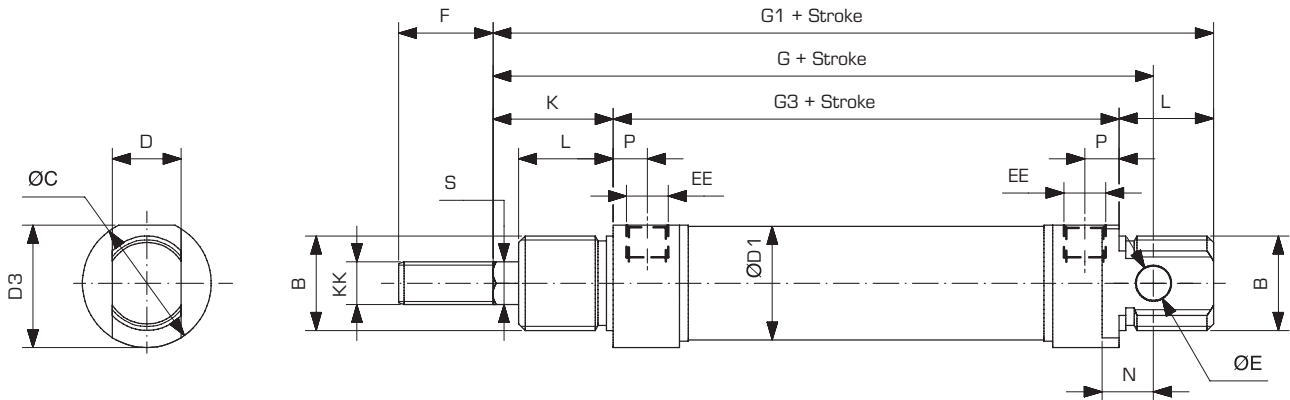 F
G1 + Stroke
G + Stroke
K
G3 + Stroke
L
D
L
P
P
ØC
S
EE
EE
D3
B
KK
ØD1
B
N
ØE